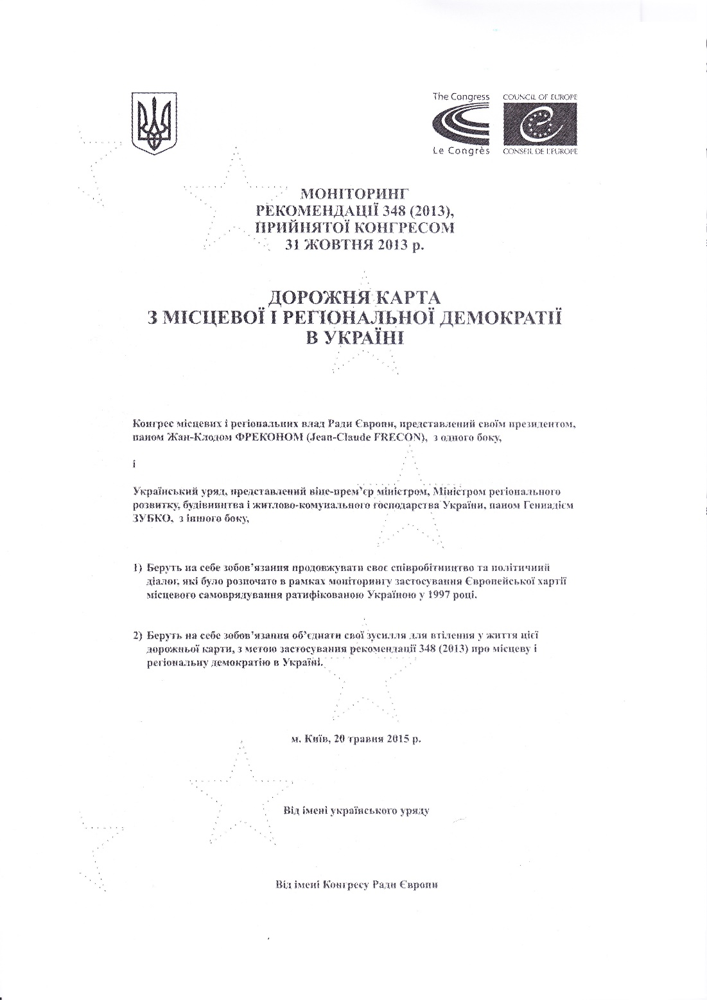 The Congress
Le Congrès
COUNCIL OF EUROPE
CONSEIL DE L'EUROPE
МОНІТОРИНГ
РЕКОМЕНДАЦІЇ 348 (2013),
ПРИЙНЯТОЇ КОНГРЕСОМ
31 ЖОВТНЯ 2013 р.
ДОРОЖНЯ КАРТА
З МІСЦЕВОЇ І РЕГІОНАЛЬНОЇ ДЕМОКРАТІЇ
В УКРАЇНІ
Конгрес місцевих і регіональних влад Ради Європи, представлений своїм президентом,
паном Жан-Клодом ФРЕКОНОМ (Jean-Claude FRECON), з одного боку,
і
Український уряд, представлений віце-прем’єр міністром, Міністром регіонального
розвитку, будівництва і житлово-комунального господарства України, паном Геннадієм
ЗУБКО, з іншого боку,
1) Беруть на себе зобов’язання продовжувати своє співробітництво та політичний
діалог, які було розпочато в рамках моніторингу застосування Європейської хартії
місцевого самоврядування ратифікованою Україною у 1997 році.
2) Беруть на себе зобов’язання об’єднати свої зусилля для втілення у життя цієї
дорожньої карти, з метою застосування рекомендації 348 (2013) про місцеву і
регіональну демократію в Україні.
м. Київ, 20 травня 2015 р.
Від імені українського уряду
Від імені Конгресу Ради Європи